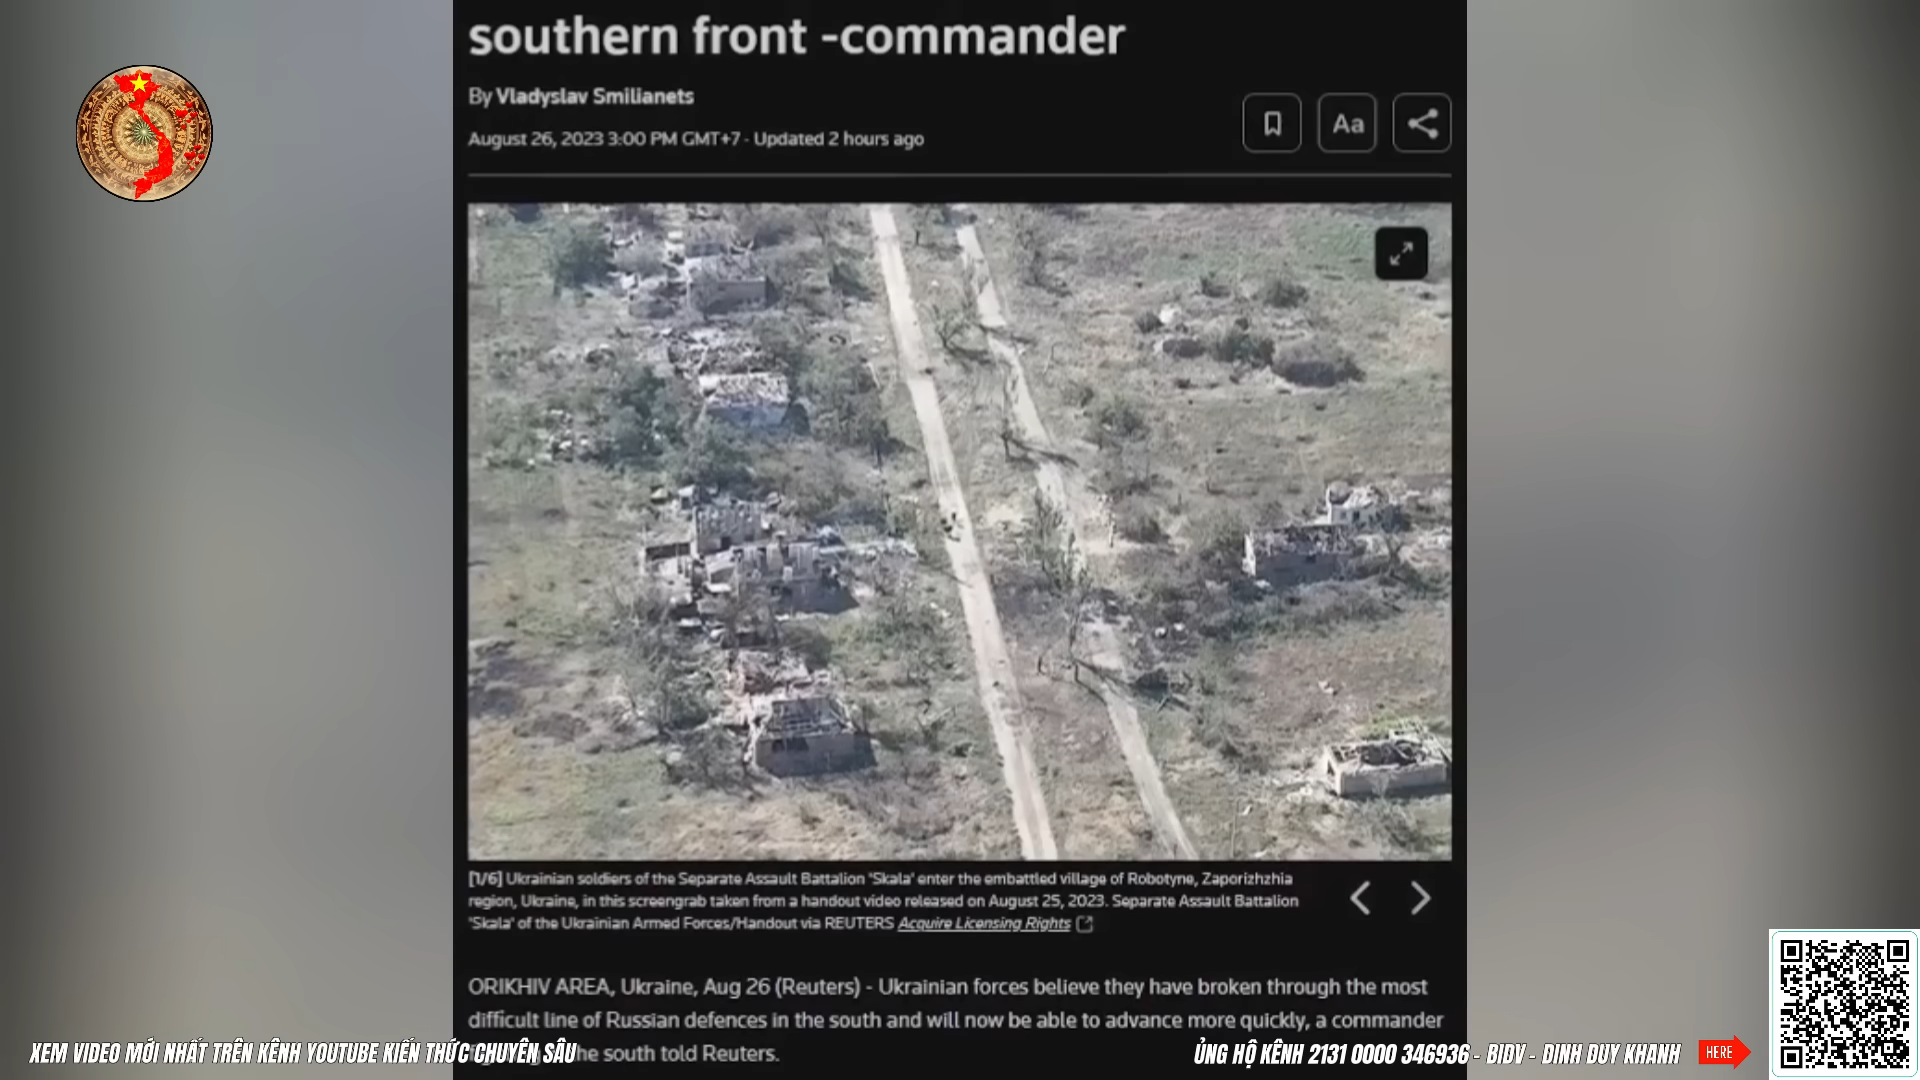 southern front -commander
By Vladyslav Smilianets
August 26, 2023 3:00 PM GMT+7 · Updated 2 hours ago
Aa
[1/6] Ukrainian soldiers of the Separate Assault Battalion 'Skala' enter the embattled village of Robotyne, Zaporizhzhia
region, Ukraine, in this screengrab taken from a handout video released on August 25, 2023. Separate Assault Battalion
'Skala' of the Ukrainian Armed Forces/Handout via REUTERS Acquire Licensing Rights
ORIKHIV AREA, Ukraine, Aug 26 (Reuters) - Ukrainian forces believe they have broken through the most
difficult line of Russian defences in the south and will now be able to advance more quickly, a commander
he south told Reuters.
XEM VIDEO MỚI NHẤT TRÊN KÊNH YOUTUBE KIẾN THỨC CHUYÊN SÂU
ỦNG HỘ KÊNH 2131 0000 346936 - BIDV - DINH DUY KHANH
HERE